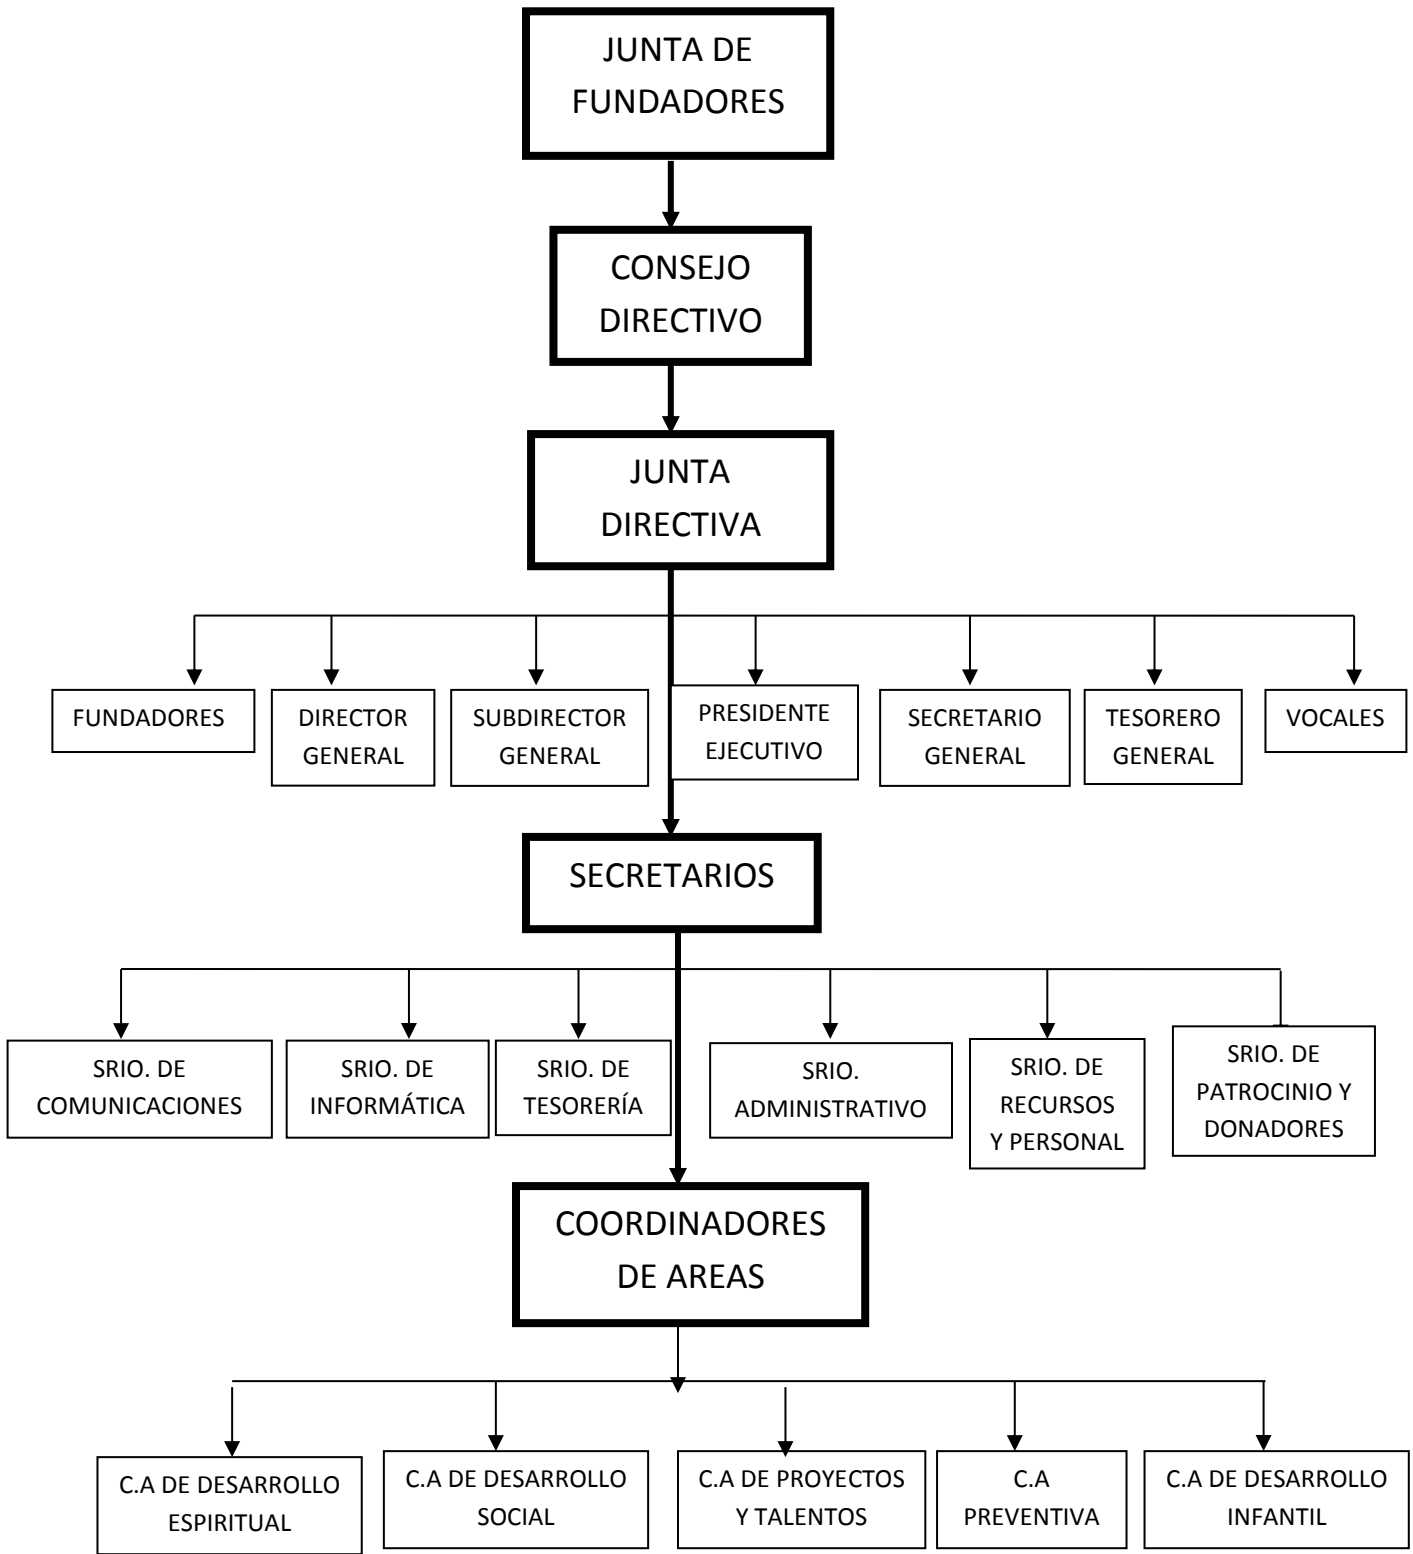 JUNTA DE
FUNDADORES
CONSEJO
DIRECTIVO
JUNTA
DIRECTIVA
FUNDADORES
DIRECTOR
GENERAL
SUBDIRECTOR
GENERAL
PRESIDENTE
EJECUTIVO
SECRETARIO
GENERAL
TESORERO
GENERAL
VOCALES
SECRETARIOS
SRIO. DE
COMUNICACIONES
SRIO. DE
INFORMÁTICA
SRIO. DE
TESORERÍA
SRIO.
ADMINISTRATIVO
SRIO. DE
RECURSOS
Y PERSONAL
SRIO. DE
PATROCINIO Y
DONADORES
COORDINADORES
DE AREAS
C.A DE DESARROLLO
ESPIRITUAL
C.A DE DESARROLLO
SOCIAL
C.A DE PROYECTOS
Y TALENTOS
C.A
PREVENTIVA
C.A DE DESARROLLO
INFANTIL